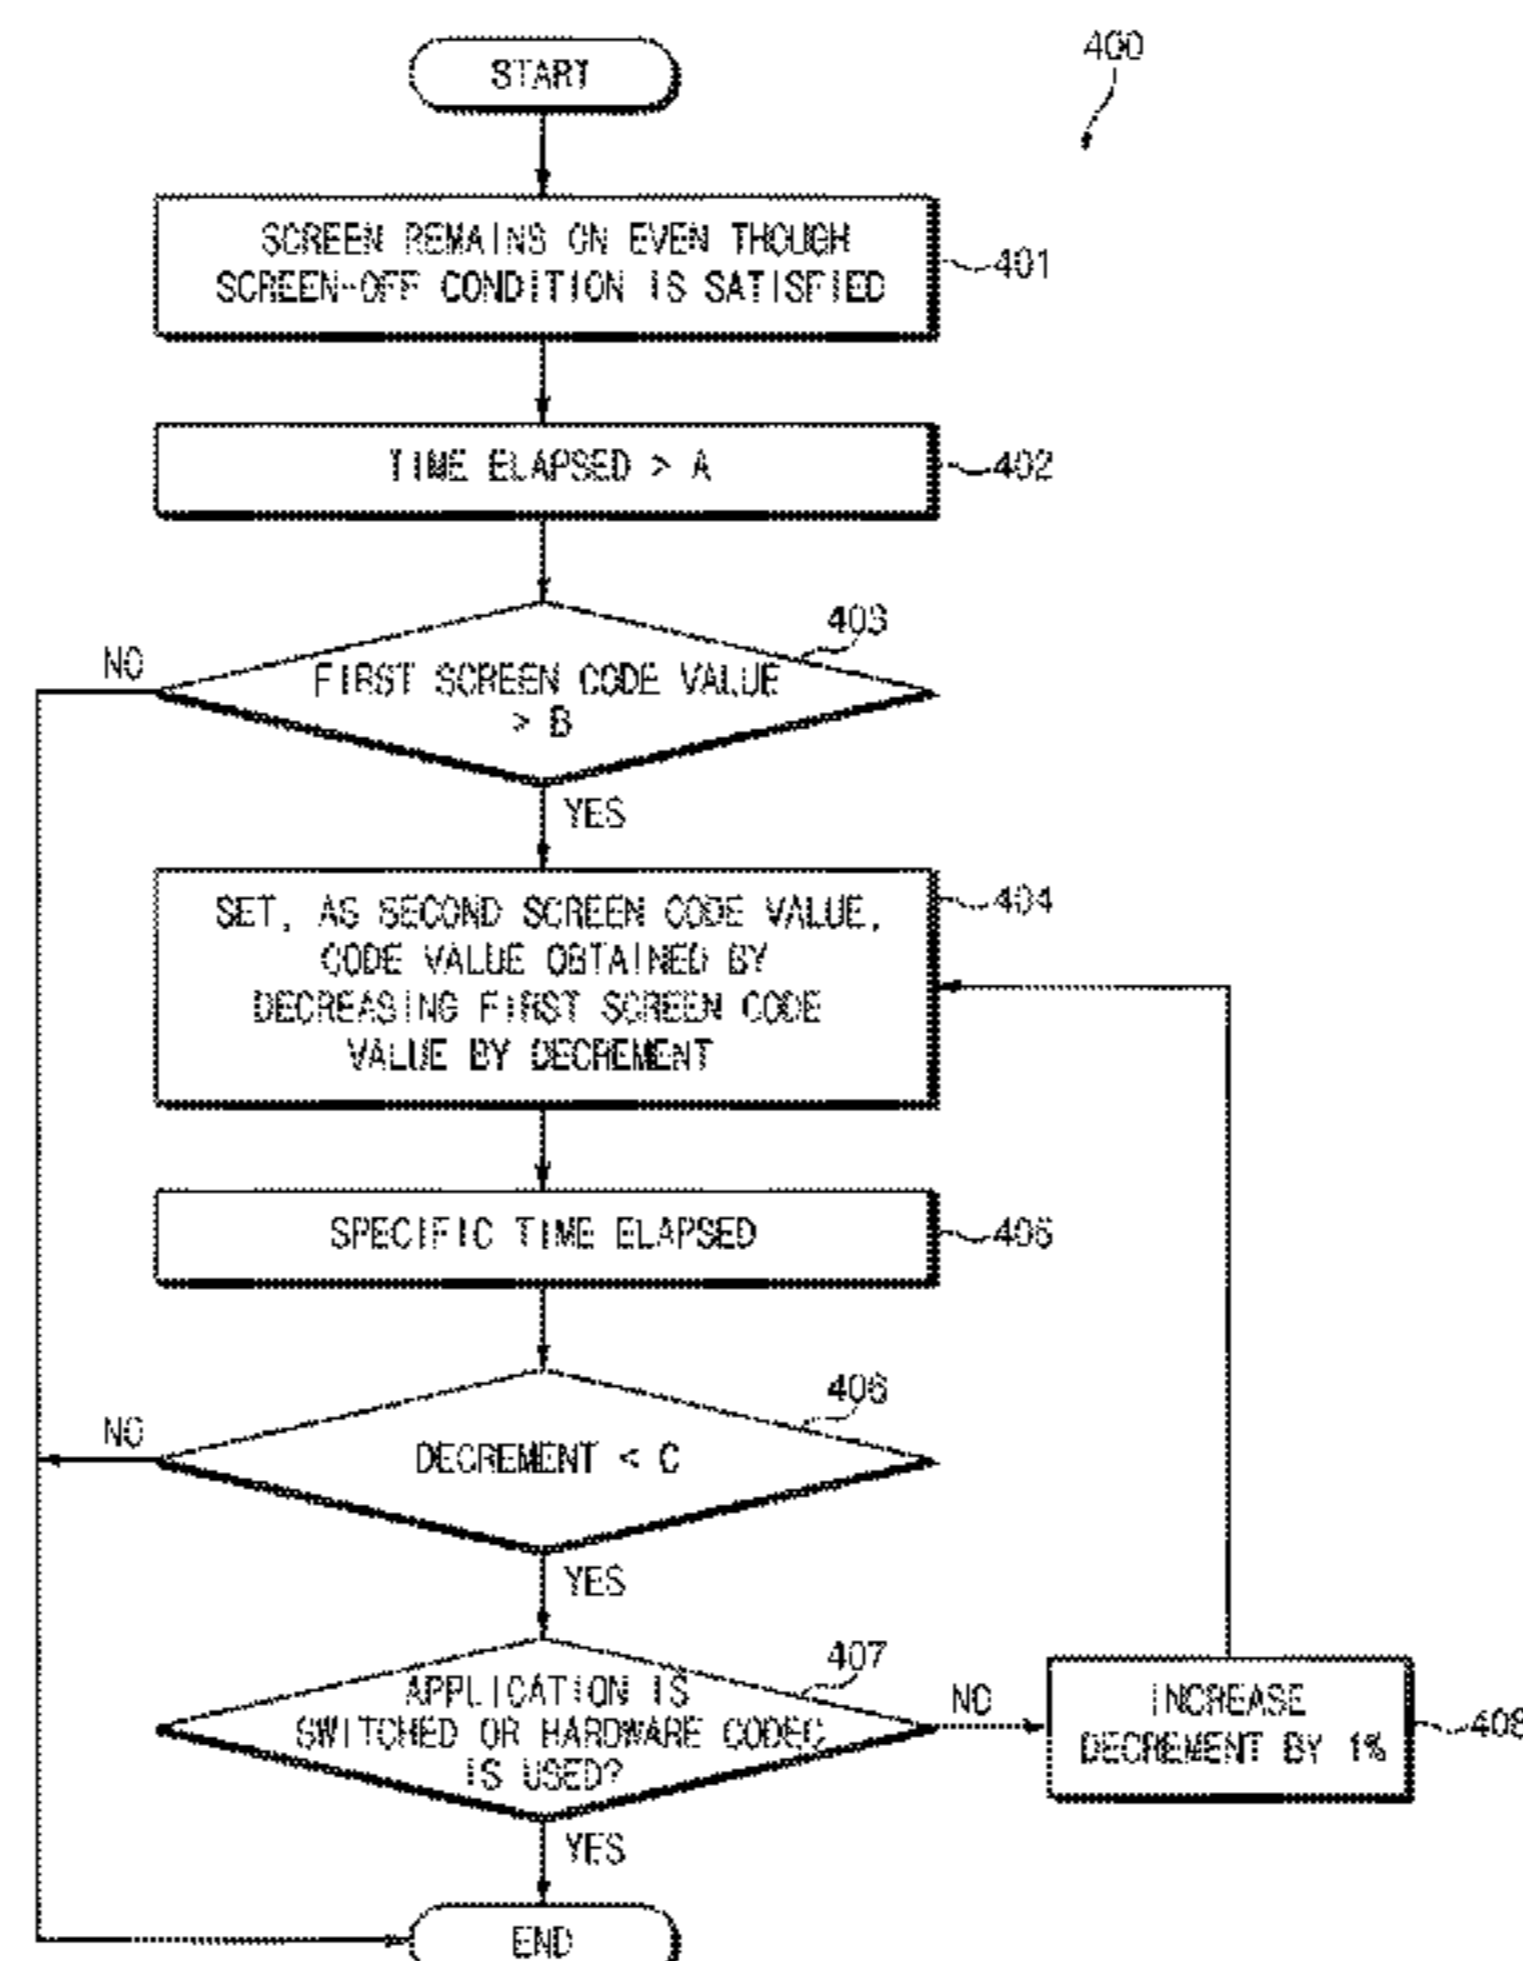 START
400
SCREEN REMAINS ON EVEN THOUGH
SCREEN-OFF CONDITION IS SATISFIED
401
TIME ELAPSED > A
402
403
NO
FIRST SCREEN CODE VALUE
> B
YES
SET, AS SECOND SCREEN CODE VALUE,
CODE VALUE OBTAINED BY
DECREASING FIRST SCREEN CODE
VALUE BY DECREMENT
404
SPECIFIC TIME ELAPSED
405
406
NO
DECREMENT < C
YES
407
APPLICATION IS
SWITCHED OR HARDWARE CODEC
IS USED?
NO
INCREASE
DECREMENT BY 1%
408
YES
END